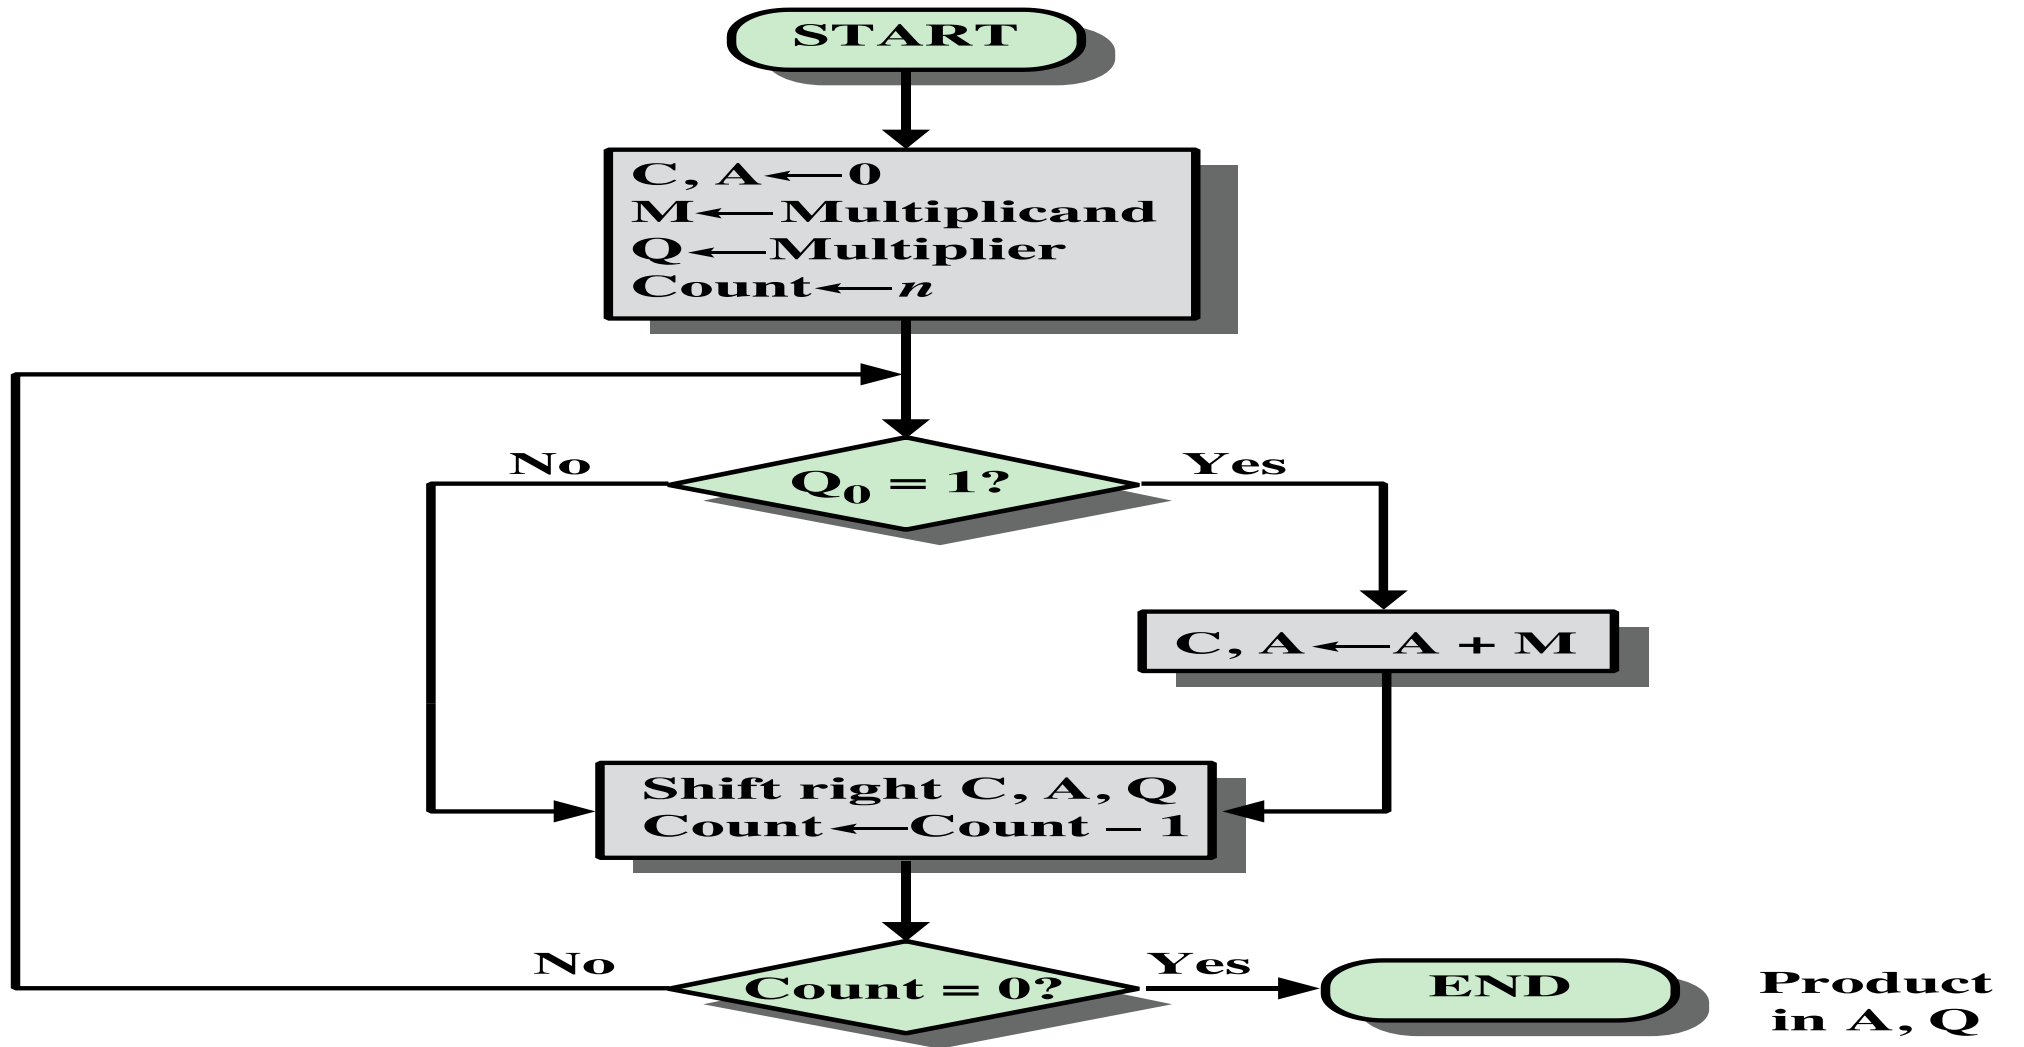 START
C, A ← 0
M ← Multiplicand
Q ← Multiplier
Count ← n
No
Yes
Q₀ = 1?
C, A ← A + M
Shift right C, A, Q
Count ← Count – 1
No
Yes
Count = 0?
END
Product
in A, Q